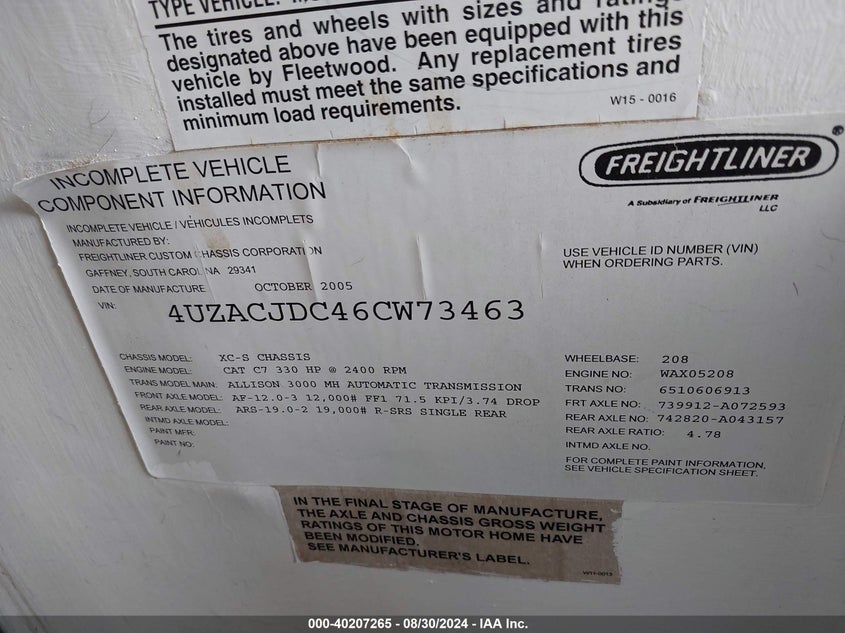 TYPE VEHICLE:
The tires and wheels with sizes and ratings
designated above have been equipped with this
vehicle by Fleetwood. Any replacement tires
installed must meet the same specifications and
minimum load requirements.
W15 - 0016
INCOMPLETE VEHICLE
COMPONENT INFORMATION
INCOMPLETE VEHICLE / VÉHICULES INCOMPLETS
MANUFACTURED BY:
FREIGHTLINER CUSTOM CHASSIS CORPORATION
GAFFNEY, SOUTH CAROLINA 29341
DATE OF MANUFACTURE OCTOBER 2005
VIN: 4UZACJDC46CW73463
FREIGHTLINER ®
A Subsidiary of FREIGHTLINER
LLC
USE VEHICLE ID NUMBER (VIN)
WHEN ORDERING PARTS.
CHASSIS MODEL: XC-S CHASSIS
ENGINE MODEL: CAT C7 330 HP @ 2400 RPM
TRANS MODEL MAIN: ALLISON 3000 MH AUTOMATIC TRANSMISSION
FRONT AXLE MODEL: AF-12.0-3 12,000# FF1 71.5 KPI/3.74 DROP
REAR AXLE MODEL: ARS-19.0-2 19,000# R-SRS SINGLE REAR
INTMD AXLE MODEL:
PAINT MFR:
PAINT NO:
WHEELBASE: 208
ENGINE NO: WAX05208
TRANS NO: 6510606913
FRT AXLE NO: 739912-A072593
REAR AXLE NO: 742820-A043157
REAR AXLE RATIO: 4.78
INTMD AXLE NO.
FOR COMPLETE PAINT INFORMATION,
SEE VEHICLE SPECIFICATION SHEET.
IN THE FINAL STAGE OF MANUFACTURE,
THE AXLE AND CHASSIS GROSS WEIGHT
RATINGS OF THIS MOTOR HOME HAVE
BEEN MODIFIED.
SEE MANUFACTURER'S LABEL.
000-40207265 - 08/30/2024 - IAA Inc.